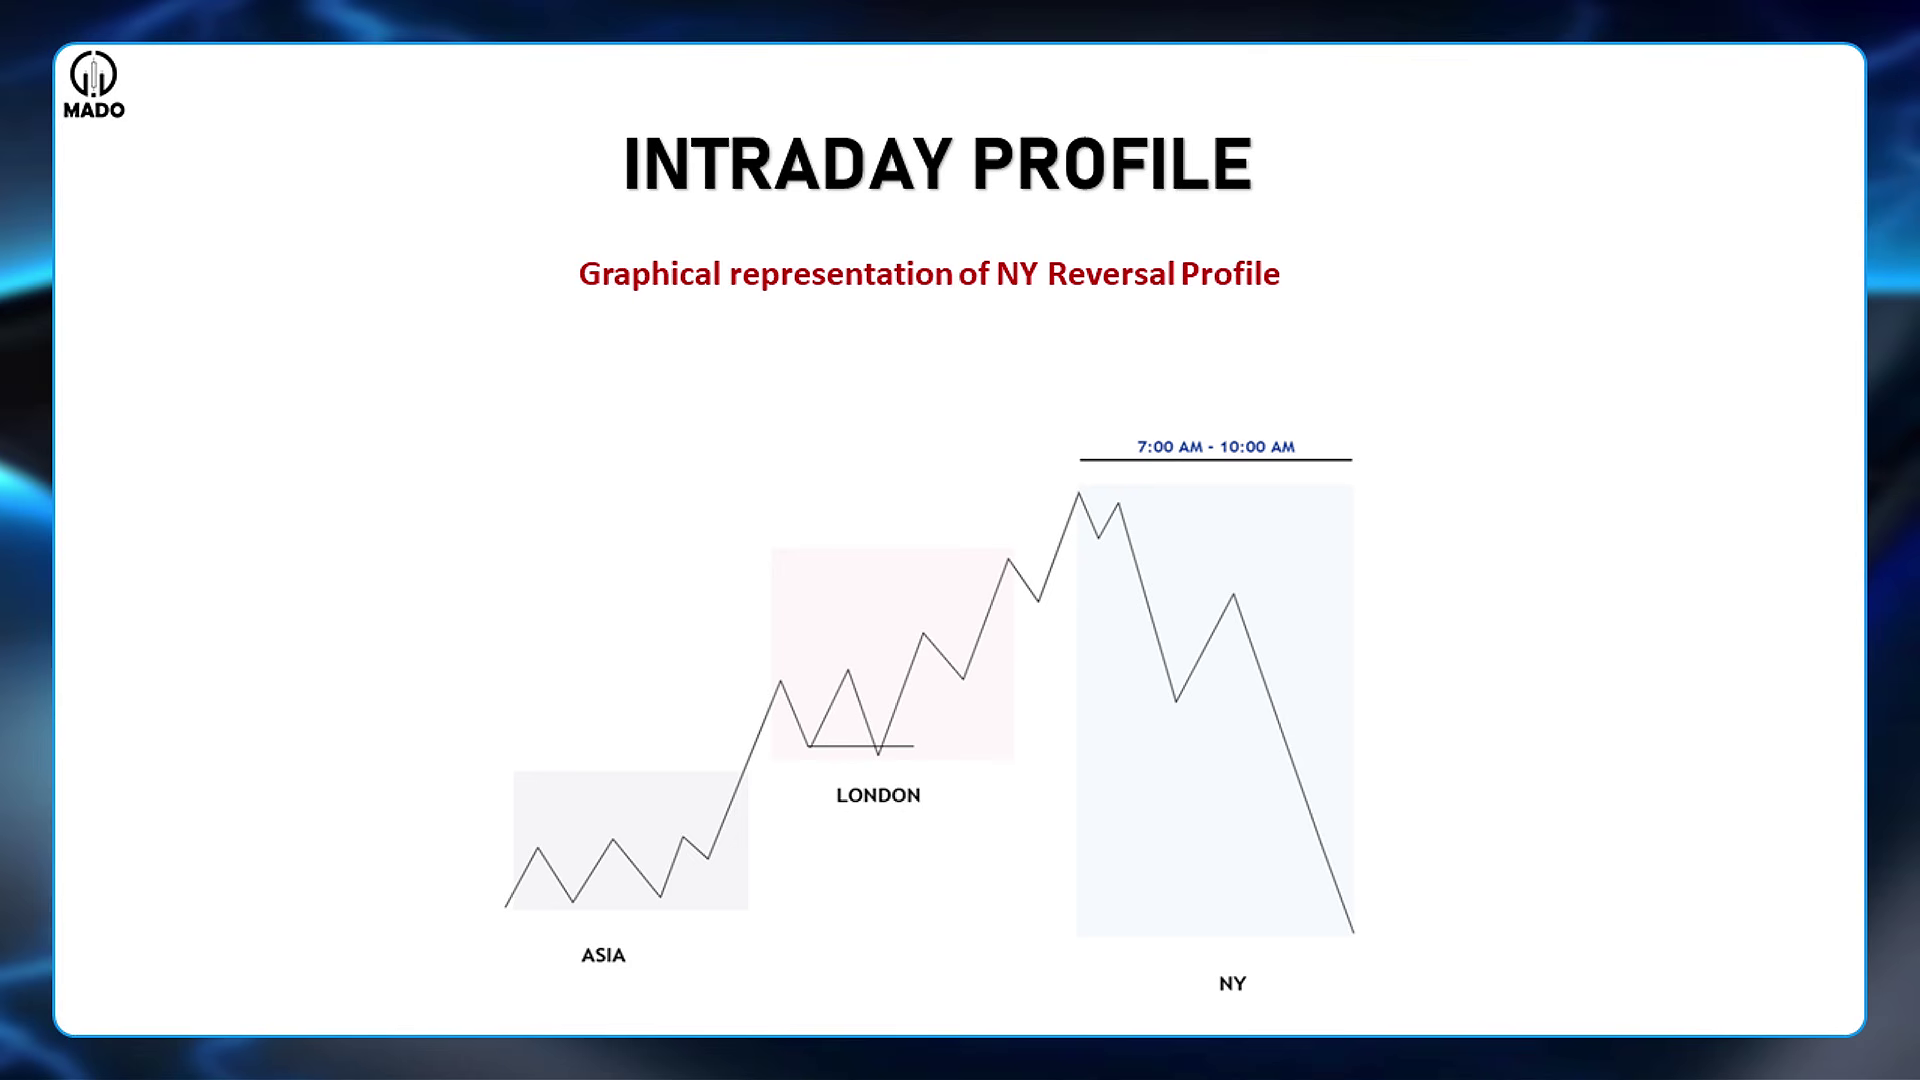 MADO
INTRADAY PROFILE
Graphical representation of NY Reversal Profile
7:00 AM - 10:00 AM
LONDON
ASIA
NY